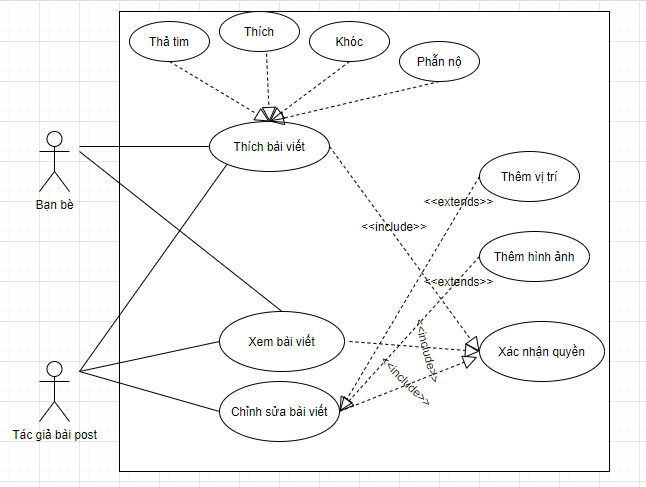 Thả tim
Thích
Khóc
Phẫn nộ
Thích bài viết
Bạn bè
Thêm vị trí
<<extends>>
<<include>>
Thêm hình ảnh
<<extends>>
Xem bài viết
<<include>>
Xác nhận quyền
<<include>>
Chỉnh sửa bài viết
Tác giả bài post